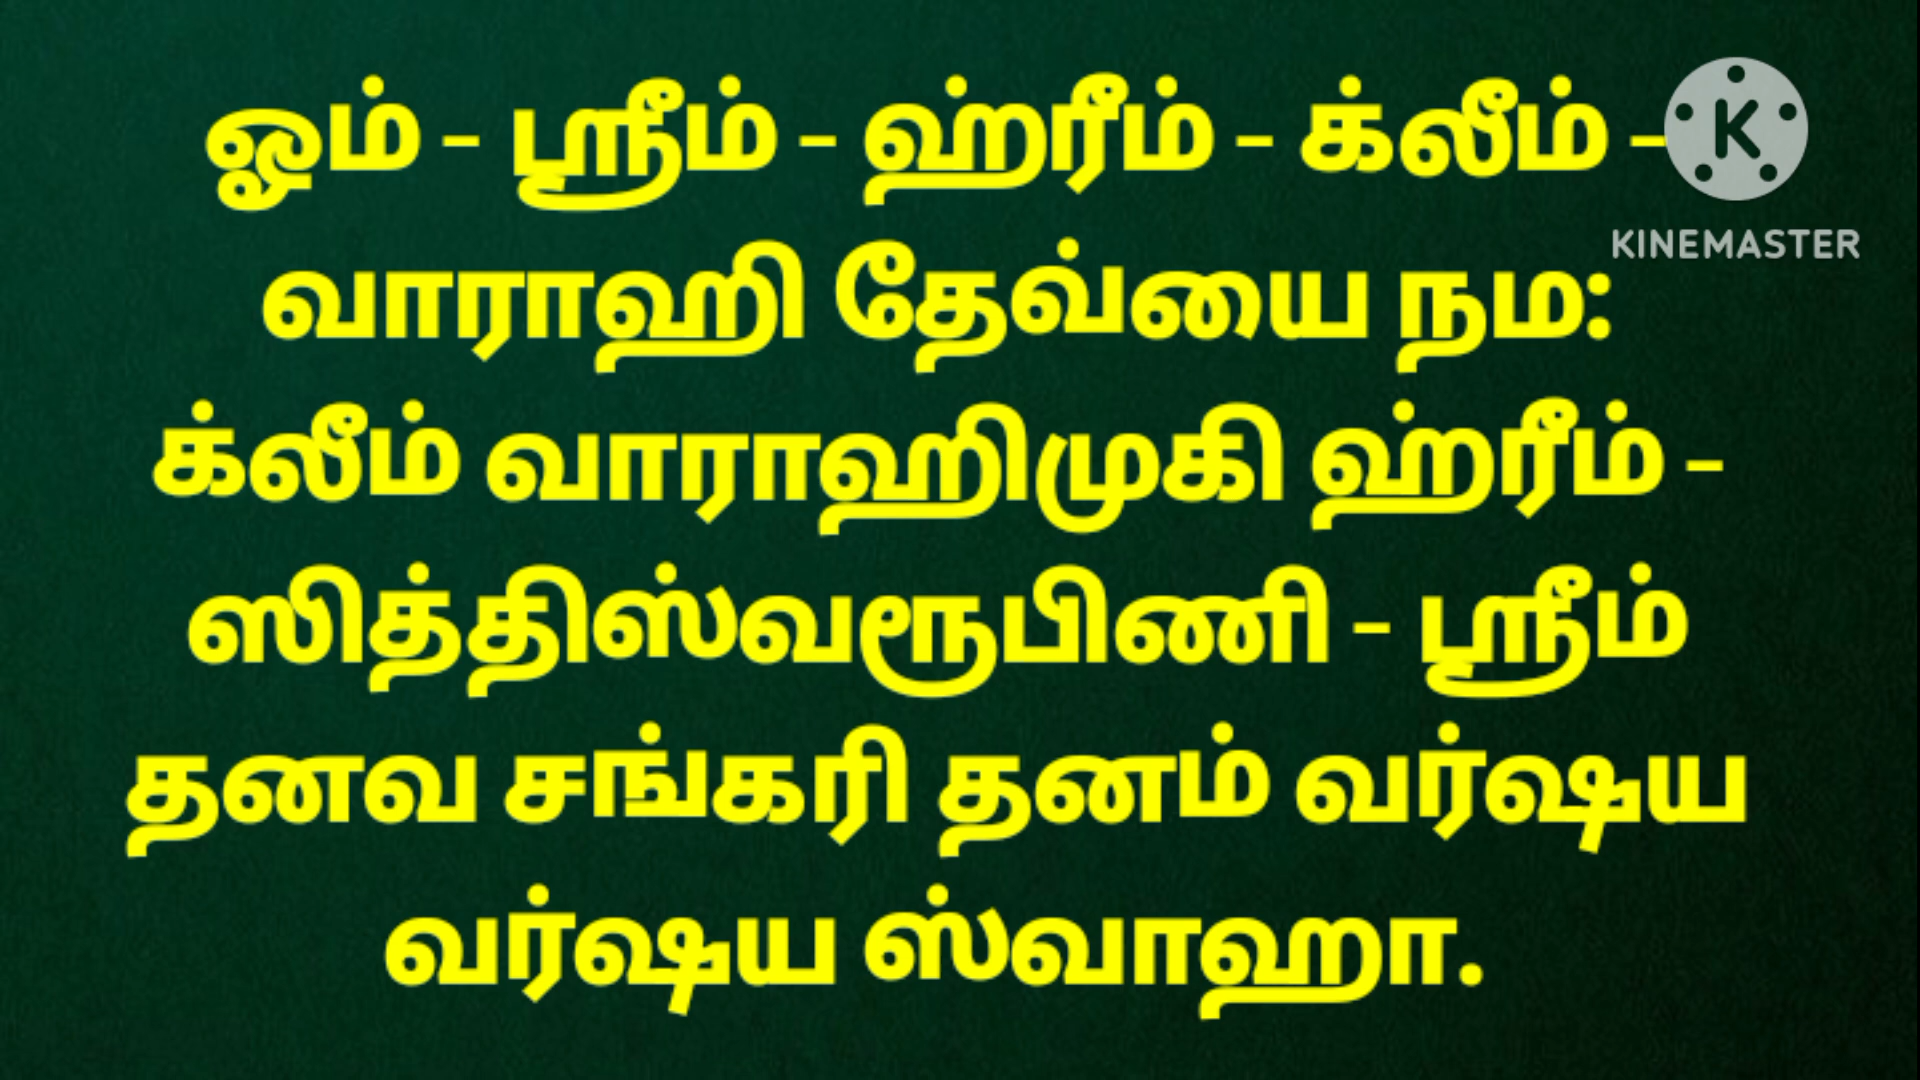 ஓம் - ஸ்ரீம் - ஹ்ரீம் - க்லீம் -
KINEMASTER
வாராஹி தேவ்யை நம:
க்லீம் வாராஹிமுகி ஹ்ரீம் -
ஸித்திஸ்வரூபிணி - ஸ்ரீம்
தனவ சங்கரி தனம் வர்ஷய
வர்ஷய ஸ்வாஹா.